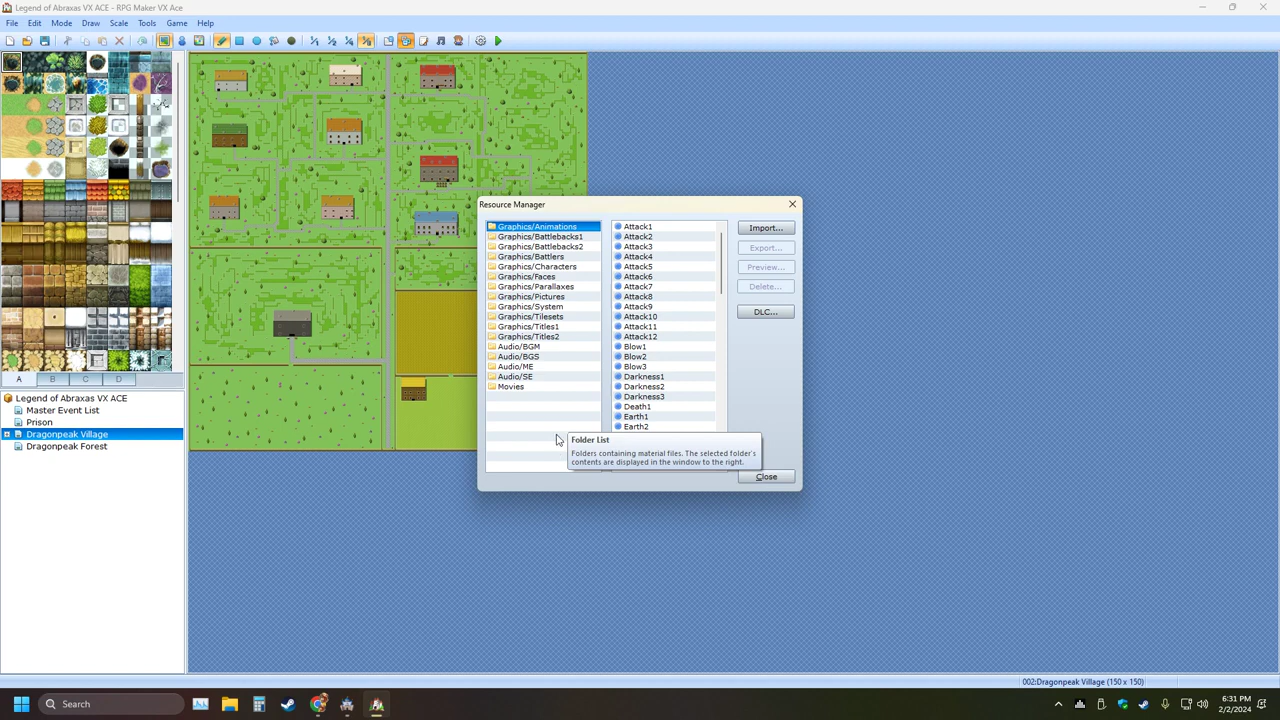 Legend of Abraxas VX ACE - RPG Maker VX Ace
File Edit Mode Draw Scale Tools Game Help
Resource Manager
Graphics/Animations
Graphics/Battlebacks1
Graphics/Battlebacks2
Graphics/Battlers
Graphics/Characters
Graphics/Faces
Graphics/Parallaxes
Graphics/Pictures
Graphics/System
Graphics/Tilesets
Graphics/Titles1
Graphics/Titles2
Audio/BGM
Audio/BGS
Audio/ME
Audio/SE
Movies
Attack1
Attack2
Attack3
Attack4
Attack5
Attack6
Attack7
Attack8
Attack9
Attack10
Attack11
Attack12
Blow1
Blow2
Blow3
Darkness1
Darkness2
Darkness3
Death1
Earth1
Earth2
Import...
Export...
Preview...
Delete...
DLC...
Folder List
Folders containing material files. The selected folder's
contents are displayed in the window to the right.
Close
A B C D
Legend of Abraxas VX ACE
Master Event List
Prison
Dragonpeak Village
Dragonpeak Forest
002:Dragonpeak Village (150 x 150)
Search
6:31 PM
2/2/2024